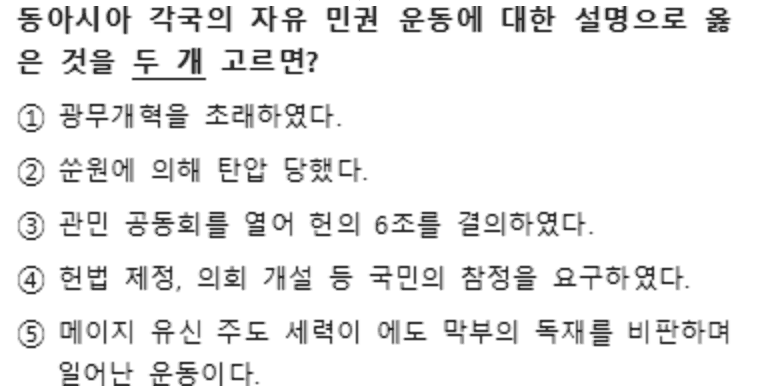 동아시아 각국의 자유 민권 운동에 대한 설명으로 옳
은 것을 두 개 고르면?
① 광무개혁을 초래하였다.
② 쑨원에 의해 탄압 당했다.
③ 관민 공동회를 열어 헌의 6조를 결의하였다.
④ 헌법 제정, 의회 개설 등 국민의 참정을 요구하였다.
⑤ 메이지 유신 주도 세력이 에도 막부의 독재를 비판하며
일어난 운동이다.